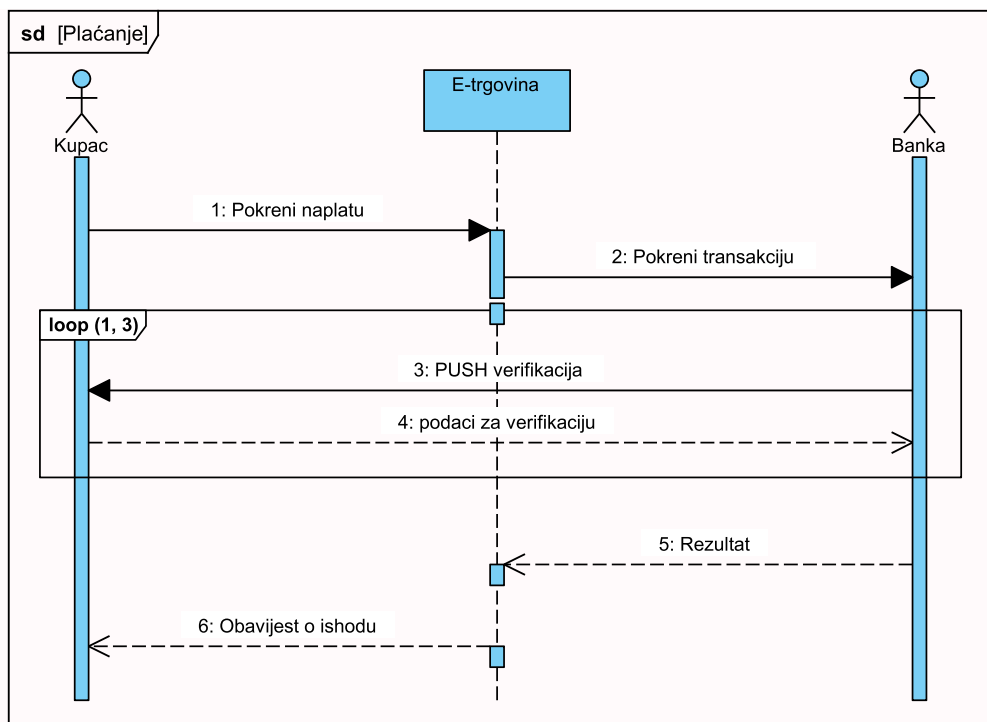 sd [Plaćanje]
Kupac
E-trgovina
Banka
1: Pokreni naplatu
2: Pokreni transakciju
loop (1, 3)
3: PUSH verifikacija
4: podaci za verifikaciju
5: Rezultat
6: Obavijest o ishodu